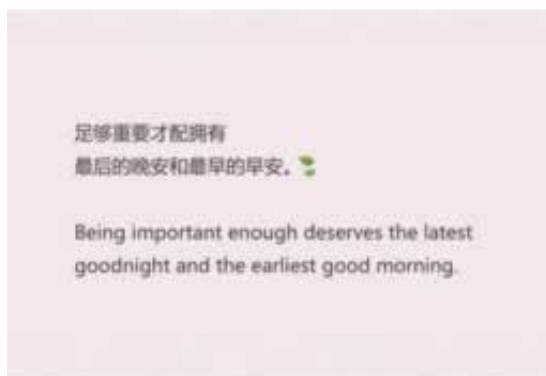 足够重要才配拥有
最后的晚安和最早的早安。🌱
Being important enough deserves the latest
goodnight and the earliest good morning.